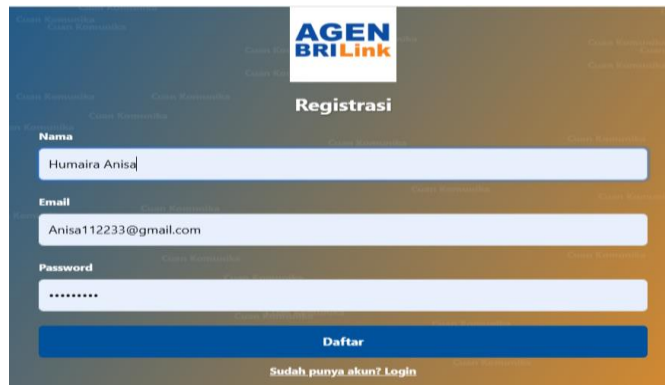 AGEN
BRILink
Registrasi
Nama
Humaira Anisa
Email
Anisa112233@gmail.com
Password
•••••••••
Daftar
Sudah punya akun? Login